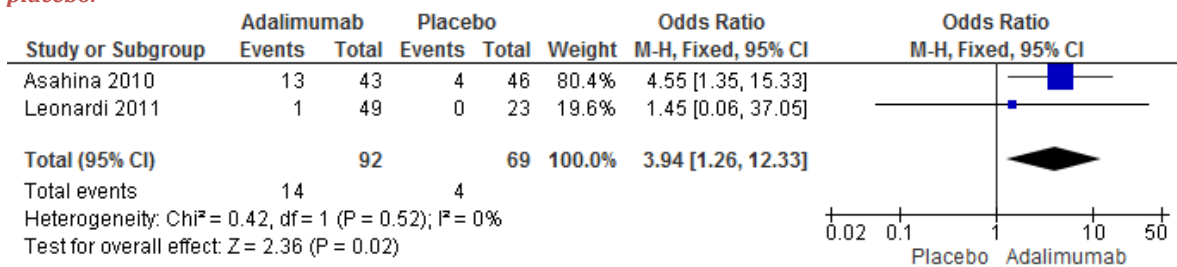 placebo.
Adalimumab Placebo Odds Ratio Odds Ratio
Study or Subgroup Events Total Events Total Weight M-H, Fixed, 95% CI M-H, Fixed, 95% CI
Asahina 2010 13 43 4 46 80.4% 4.55 [1.35, 15.33]
Leonardi 2011 1 49 0 23 19.6% 1.45 [0.06, 37.05]
Total (95% CI) 92 69 100.0% 3.94 [1.26, 12.33]
Total events 14 4
Heterogeneity: Chi² = 0.42, df = 1 (P = 0.52); I² = 0%
Test for overall effect: Z = 2.36 (P = 0.02)
0.02 0.1 1 10 50
Placebo Adalimumab